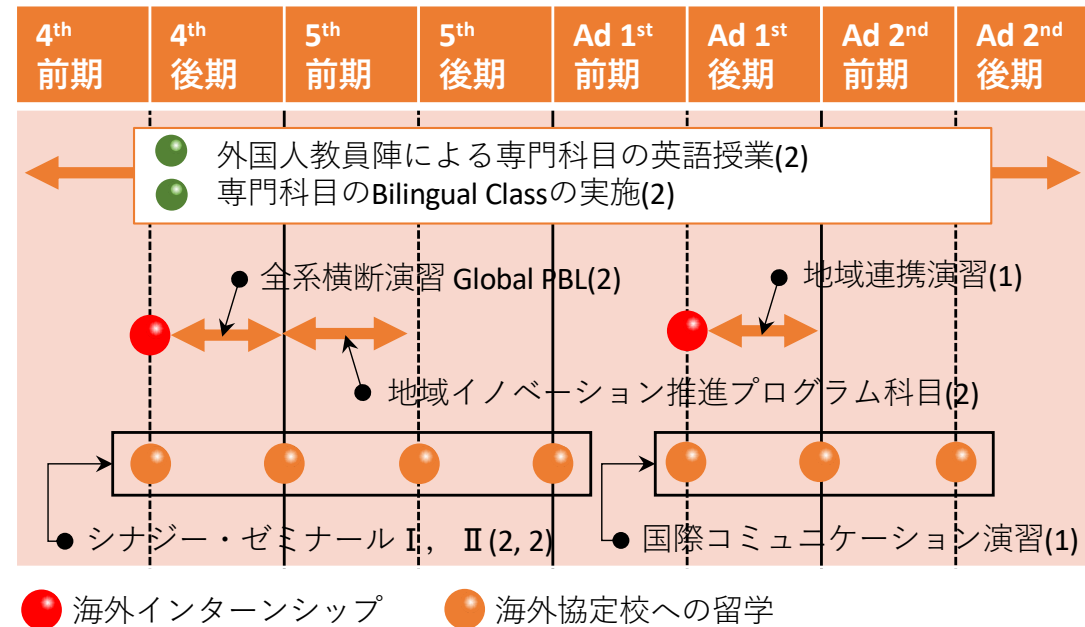 4th 4th 5th 5th Ad 1st Ad 1st Ad 2nd Ad 2nd
前期 後期 前期 後期 前期 後期 前期 後期
外国人教員陣による専門科目の英語授業(2)
専門科目のBilingual Classの実施(2)
全系横断演習 Global PBL(2)
地域連携演習(1)
地域イノベーション推進プログラム科目(2)
シナジー・ゼミナールⅠ, Ⅱ(2, 2)
国際コミュニケーション演習(1)
海外インターンシップ
海外協定校への留学